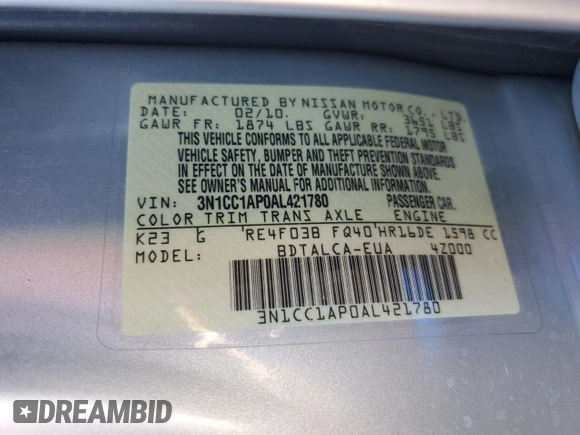 MANUFACTURED BY NISSAN MOTOR CO., LTD.
DATE: 02/10. GVWR: 3651 LBS
GAWR FR: 1874 LBS GAWR RR: 1795 LBS
THIS VEHICLE CONFORMS TO ALL APPLICABLE FEDERAL MOTOR
VEHICLE SAFETY, BUMPER AND THEFT PREVENTION STANDARDS
IN EFFECT ON THE DATE OF MANUFACTURE SHOWN ABOVE.
SEE OWNER'S MANUAL FOR ADDITIONAL INFORMATION.
VIN: 3N1CC1AP0AL421780 PASSENGER CAR.
COLOR TRIM TRANS AXLE ENGINE
K23 G RE4F03B FQ40 HR16DE 1598 CC
MODEL: BDTALCA-EUA 4Z000
3N1CC1AP0AL421780
DREAMBID